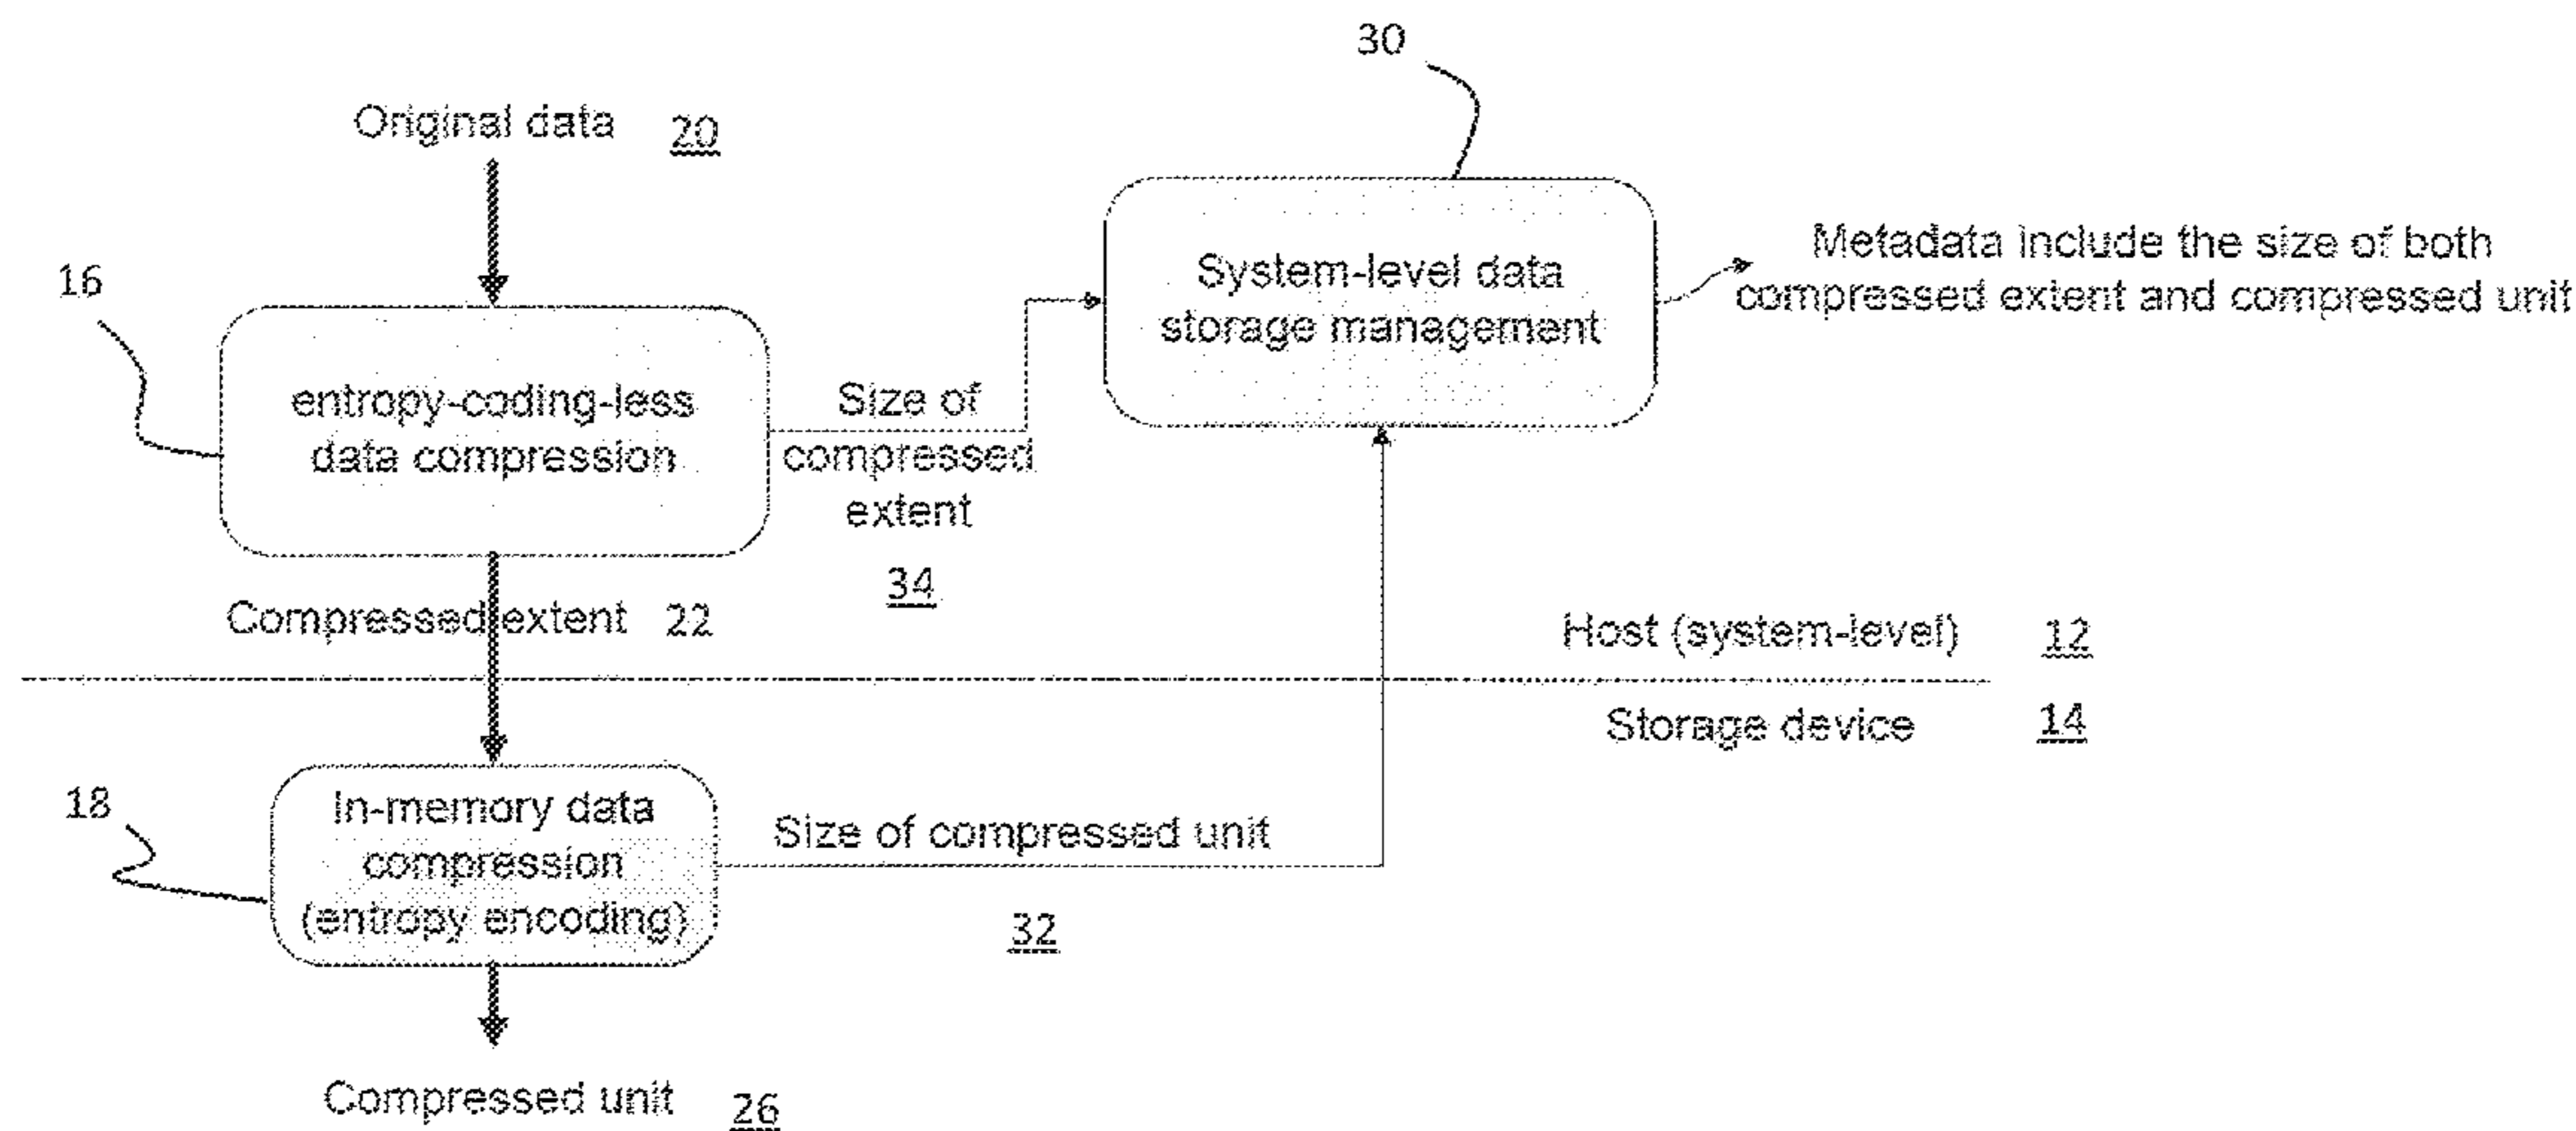 30
Original data 20
16
entropy-coding-less
data compression
Size of
compressed
extent
34
System-level data
storage management
Metadata include the size of both
compressed extent and compressed unit
Compressed extent 22
Host (system-level) 12
Storage device 14
18
In-memory data
compression
(entropy encoding)
Size of compressed unit
32
Compressed unit 26